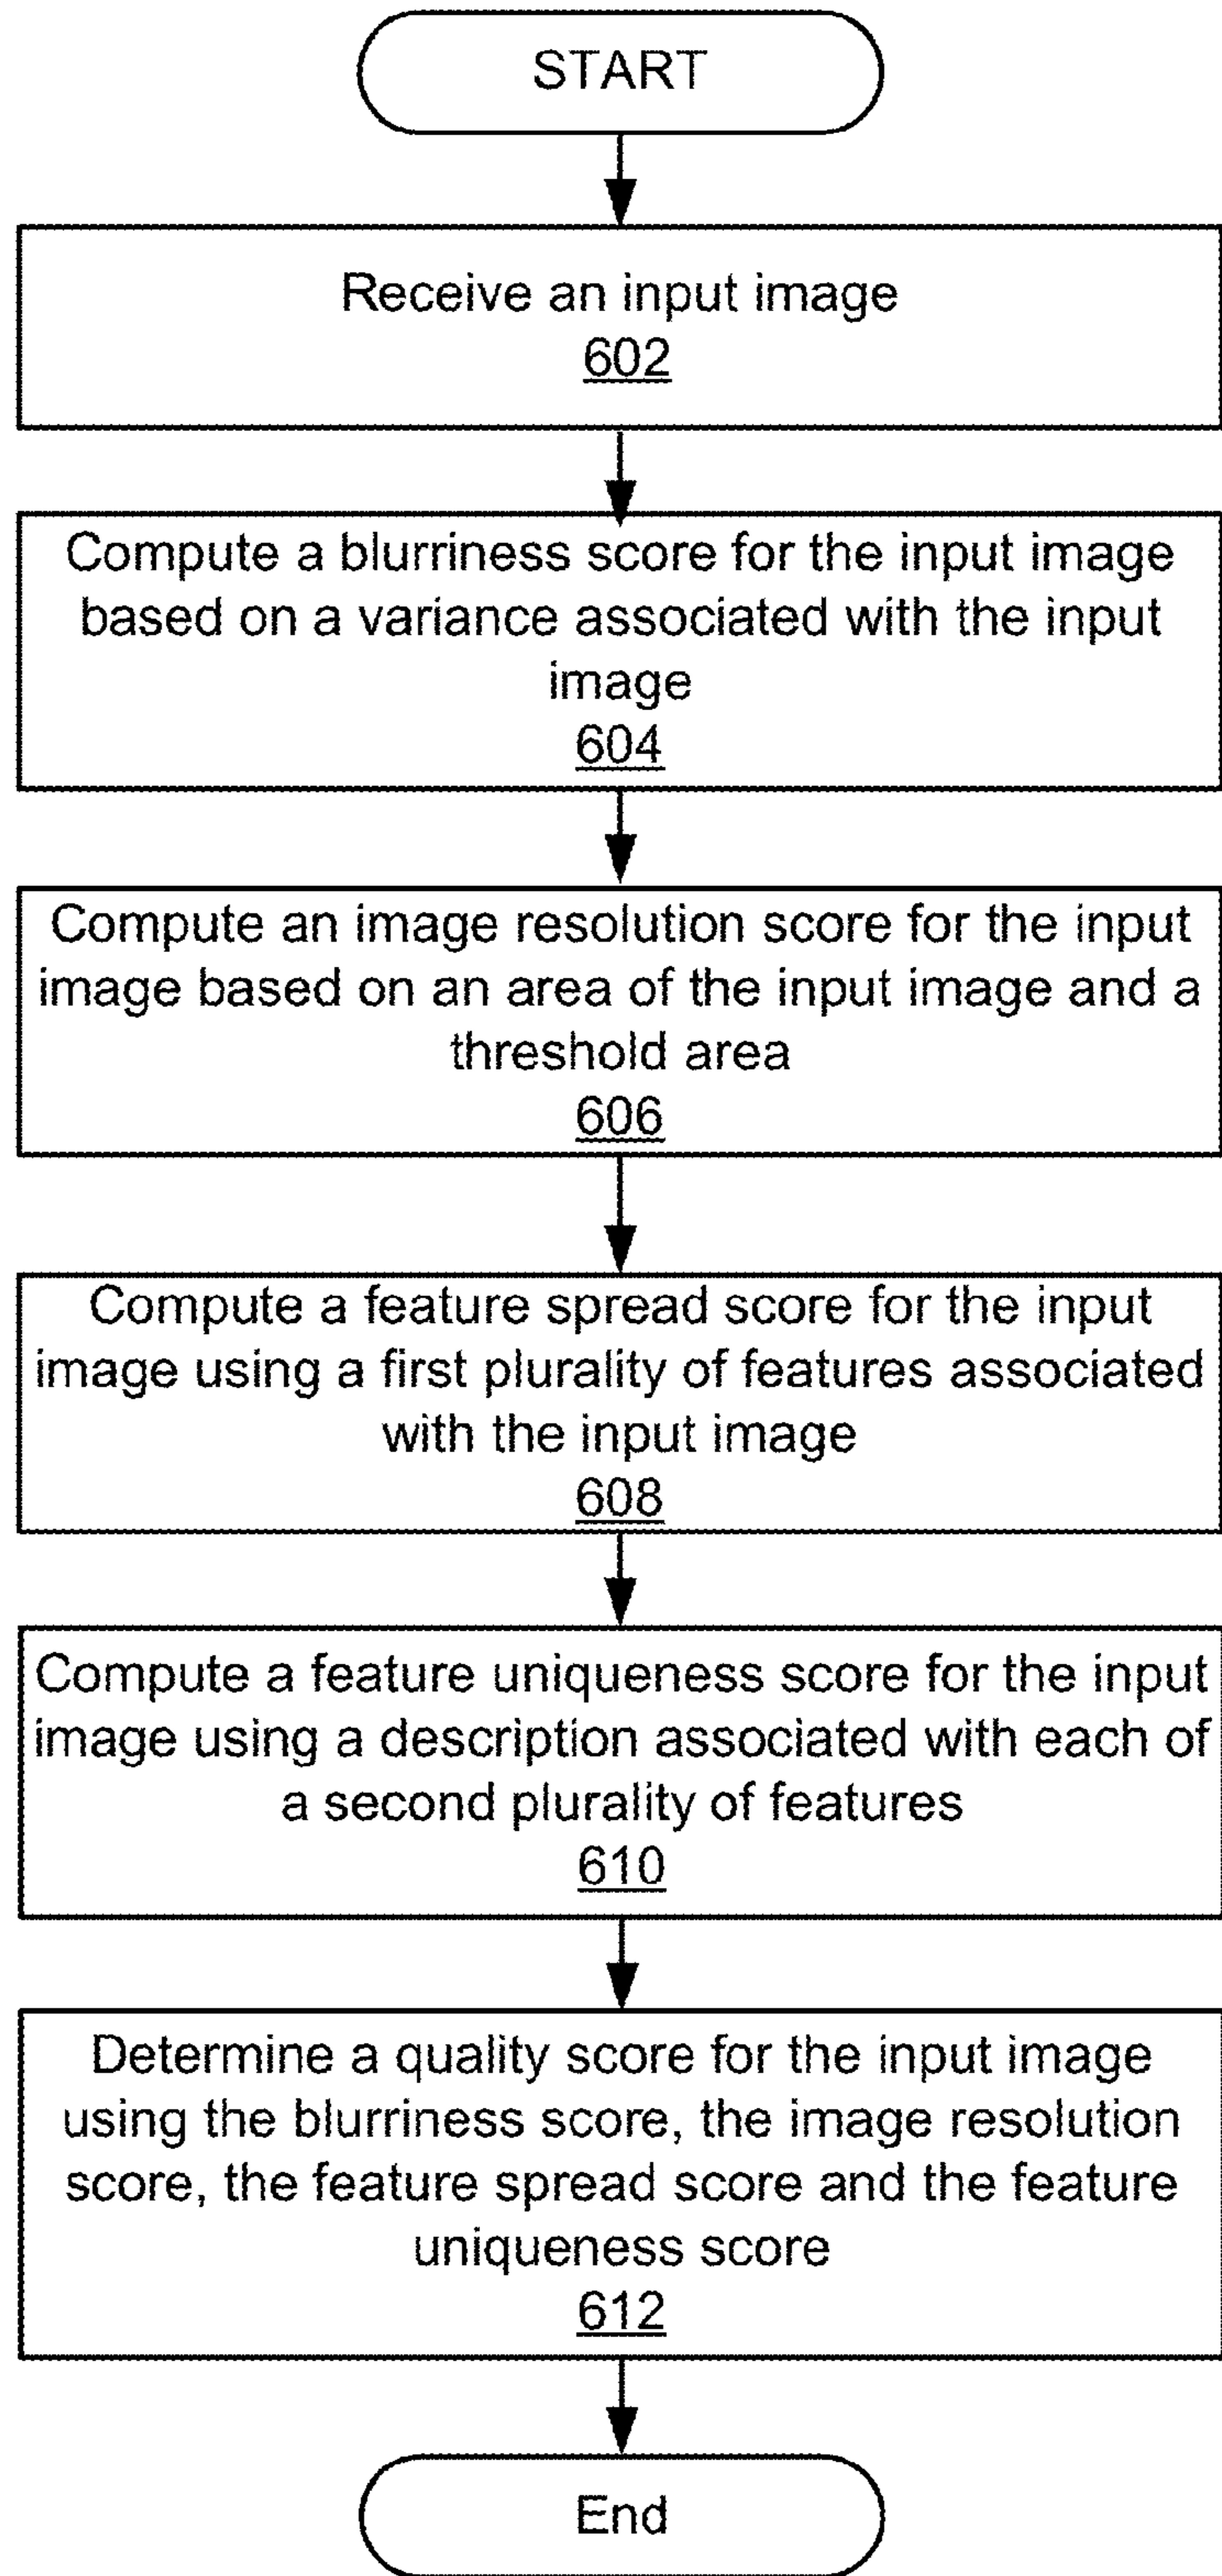 START
Receive an input image
602
Compute a blurriness score for the input image
based on a variance associated with the input
image
604
Compute an image resolution score for the input
image based on an area of the input image and a
threshold area
606
Compute a feature spread score for the input
image using a first plurality of features associated
with the input image
608
Compute a feature uniqueness score for the input
image using a description associated with each of
a second plurality of features
610
Determine a quality score for the input image
using the blurriness score, the image resolution
score, the feature spread score and the feature
uniqueness score
612
End